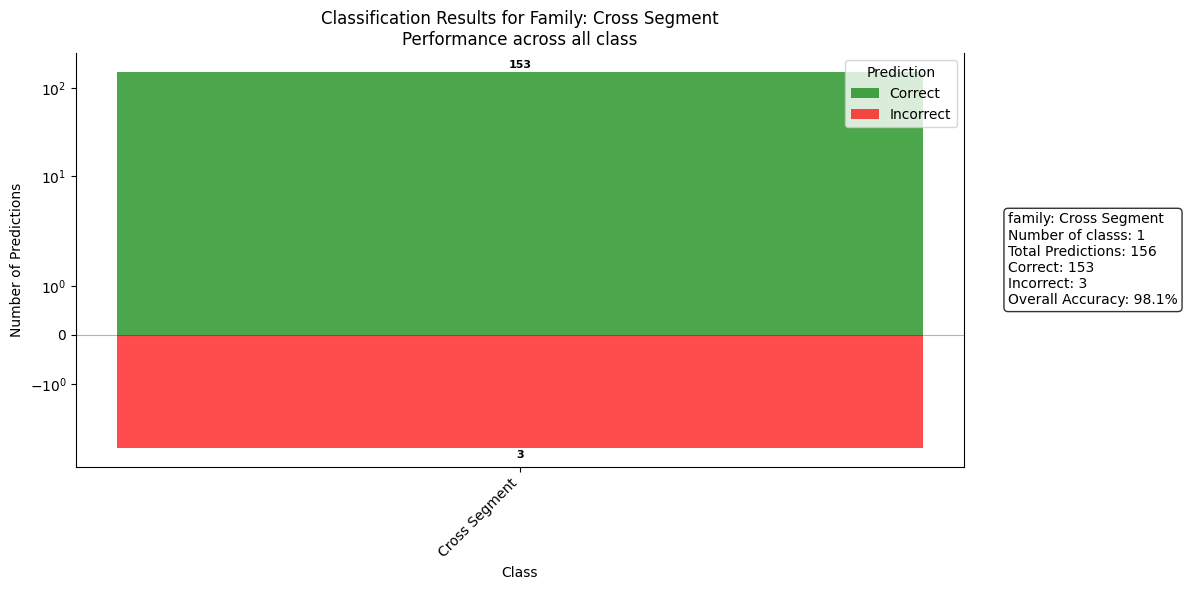 Classification Results for Family: Cross Segment
Performance across all class
153
10²
10¹
10⁰
0
−10⁰
Number of Predictions
Prediction
Correct
Incorrect
3
Cross Segment
Class
family: Cross Segment
Number of classs: 1
Total Predictions: 156
Correct: 153
Incorrect: 3
Overall Accuracy: 98.1%